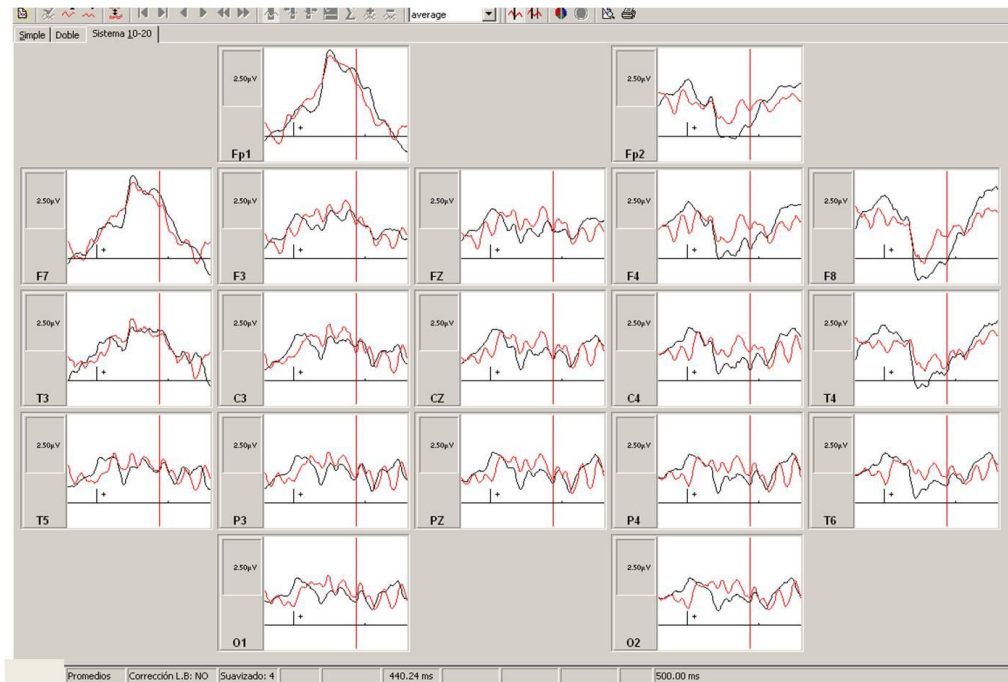 average
Simple Doble Sistema 10-20
2.50µV 2.50µV
+ +
Fp1 Fp2
2.50µV 2.50µV 2.50µV 2.50µV 2.50µV
+ + + + +
F7 F3 FZ F4 F8
2.50µV 2.50µV 2.50µV 2.50µV 2.50µV
+ + + + +
T3 C3 CZ C4 T4
2.50µV 2.50µV 2.50µV 2.50µV 2.50µV
+ + + + +
T5 P3 PZ P4 T6
2.50µV 2.50µV
+ +
O1 O2
Promedios Corrección L.B: NO Suavizado: 4 440.24 ms 500.00 ms